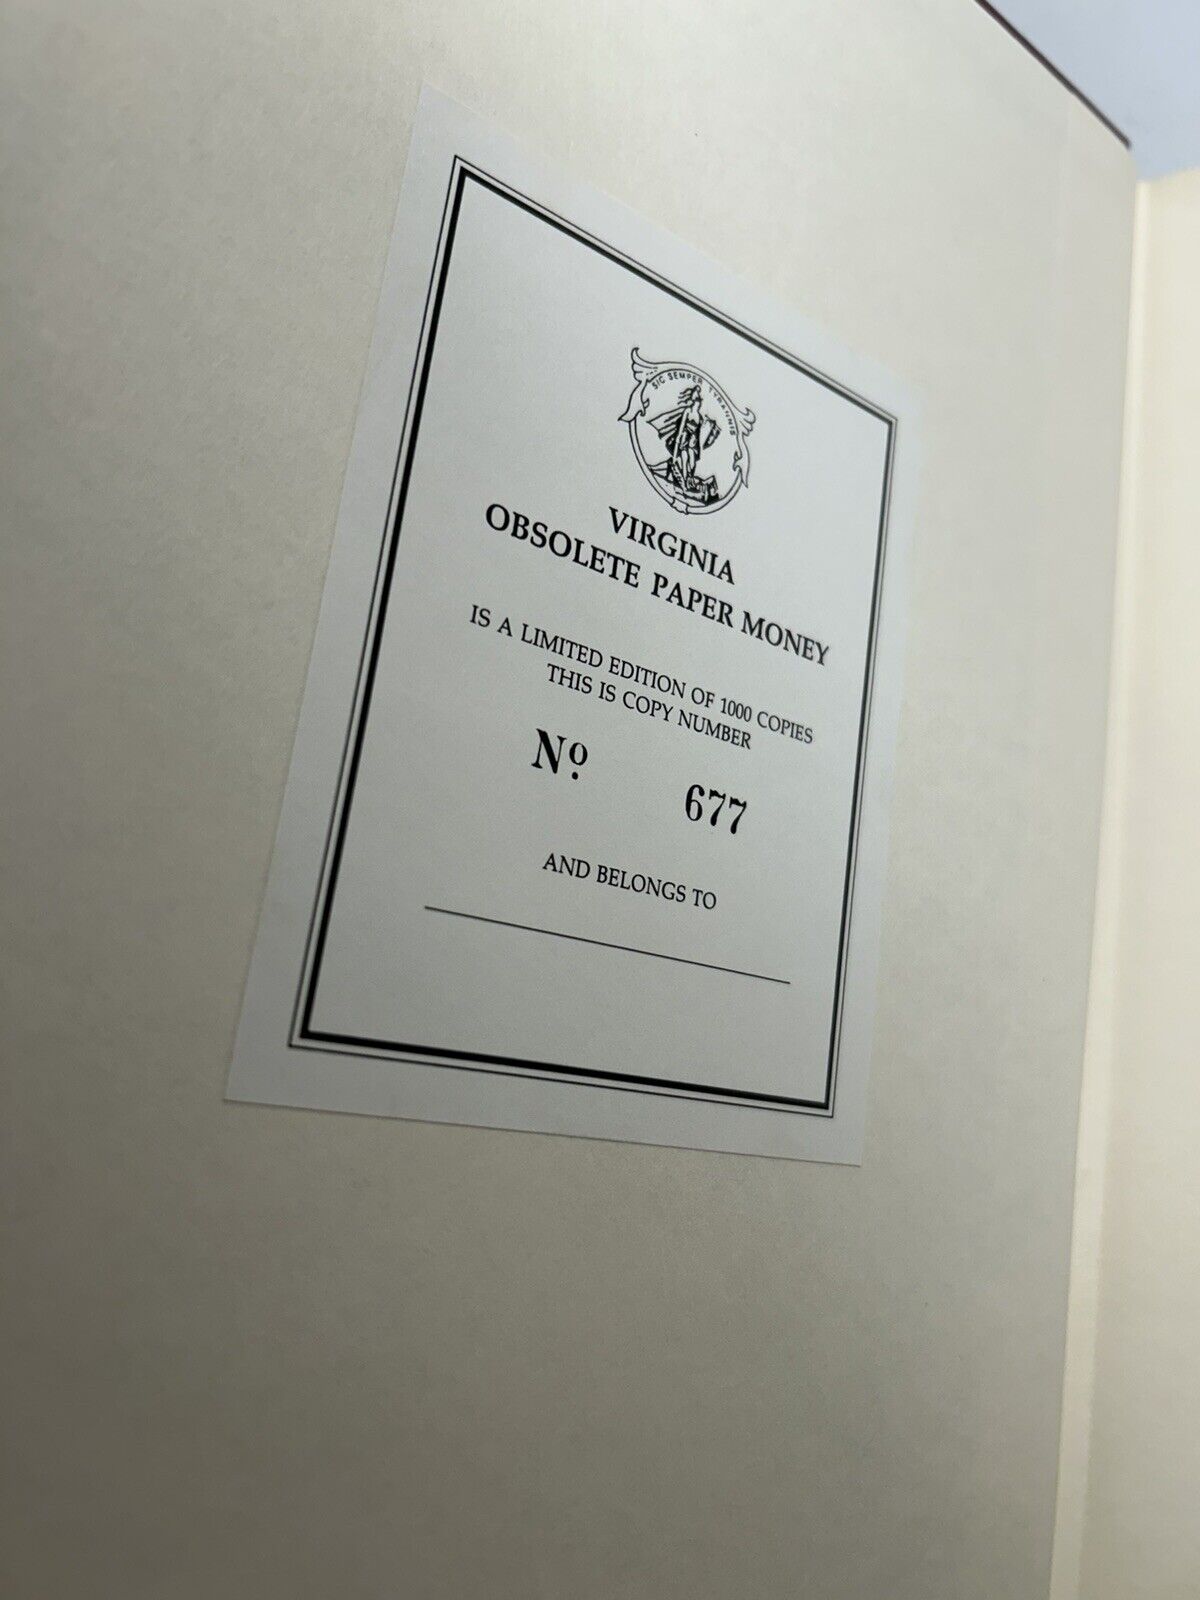 SIC SEMPER TYRANNIS
VIRGINIA
OBSOLETE PAPER MONEY
IS A LIMITED EDITION OF 1000 COPIES
THIS IS COPY NUMBER
Nº. 677
AND BELONGS TO